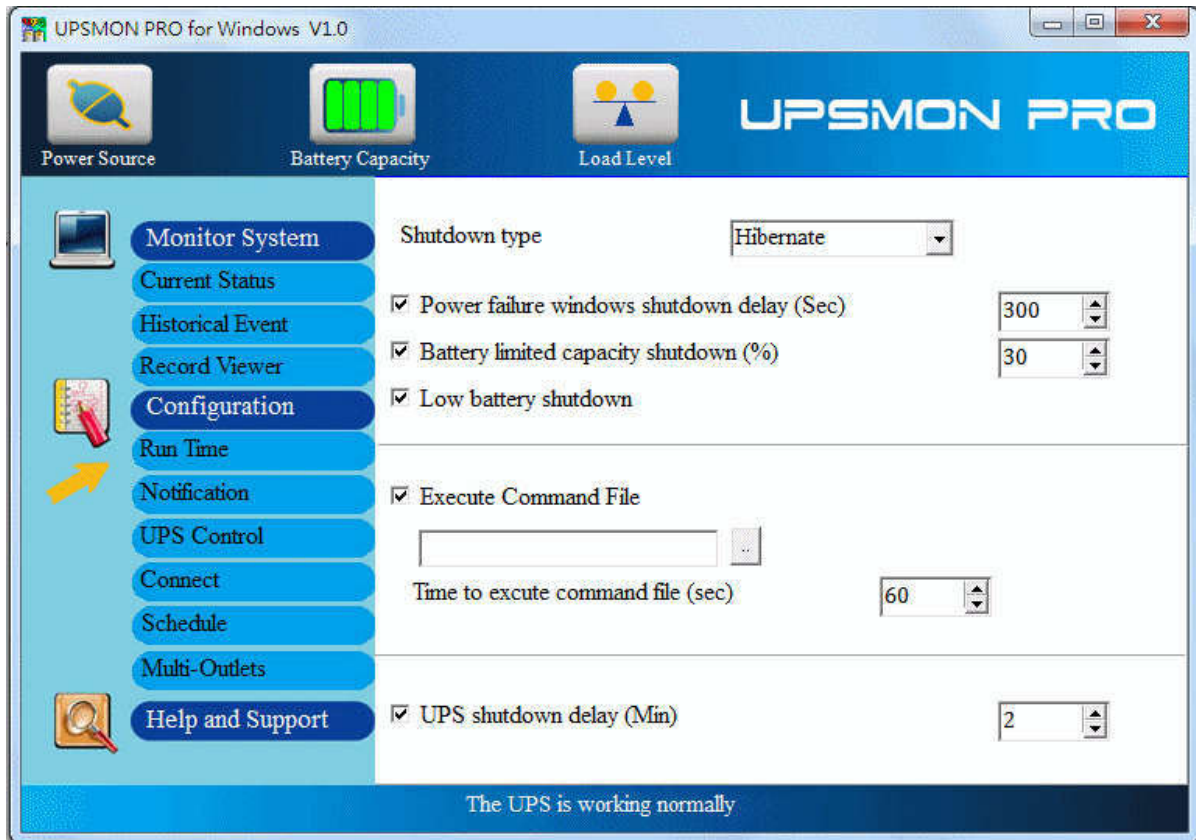 UPSMON PRO for Windows V1.0
UPSMON PRO
Power Source
Battery Capacity
Load Level
Monitor System
Current Status
Historical Event
Record Viewer
Configuration
Run Time
Notification
UPS Control
Connect
Schedule
Multi-Outlets
Help and Support
Shutdown type
Hibernate
Power failure windows shutdown delay (Sec)
300
Battery limited capacity shutdown (%)
30
Low battery shutdown
Execute Command File
..
Time to excute command file (sec)
60
UPS shutdown delay (Min)
2
The UPS is working normally